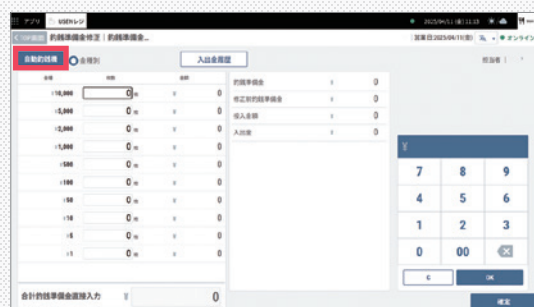 アプリ USENレジ 2025/04/11(金) 11:15
< TOP画面 釣銭準備金修正 | 釣銭準備金... 営業日:2025/04/11(金) オンライン
自動釣銭機 金種別 入出金履歴 担当者 |
金種 枚数 金額
¥10,000 0 枚 ¥ 0
¥5,000 0 枚 ¥ 0
¥2,000 0 枚 ¥ 0
¥1,000 0 枚 ¥ 0
¥500 0 枚 ¥ 0
¥100 0 枚 ¥ 0
¥50 0 枚 ¥ 0
¥10 0 枚 ¥ 0
¥5 0 枚 ¥ 0
¥1 0 枚 ¥ 0
合計釣銭準備金直接入力 ¥ 0
釣銭準備金 ¥ 0
修正前釣銭準備金 ¥ 0
投入金額 ¥ 0
入出金 ¥ 0
¥
7 8 9
4 5 6
1 2 3
0 00
C OK
確定